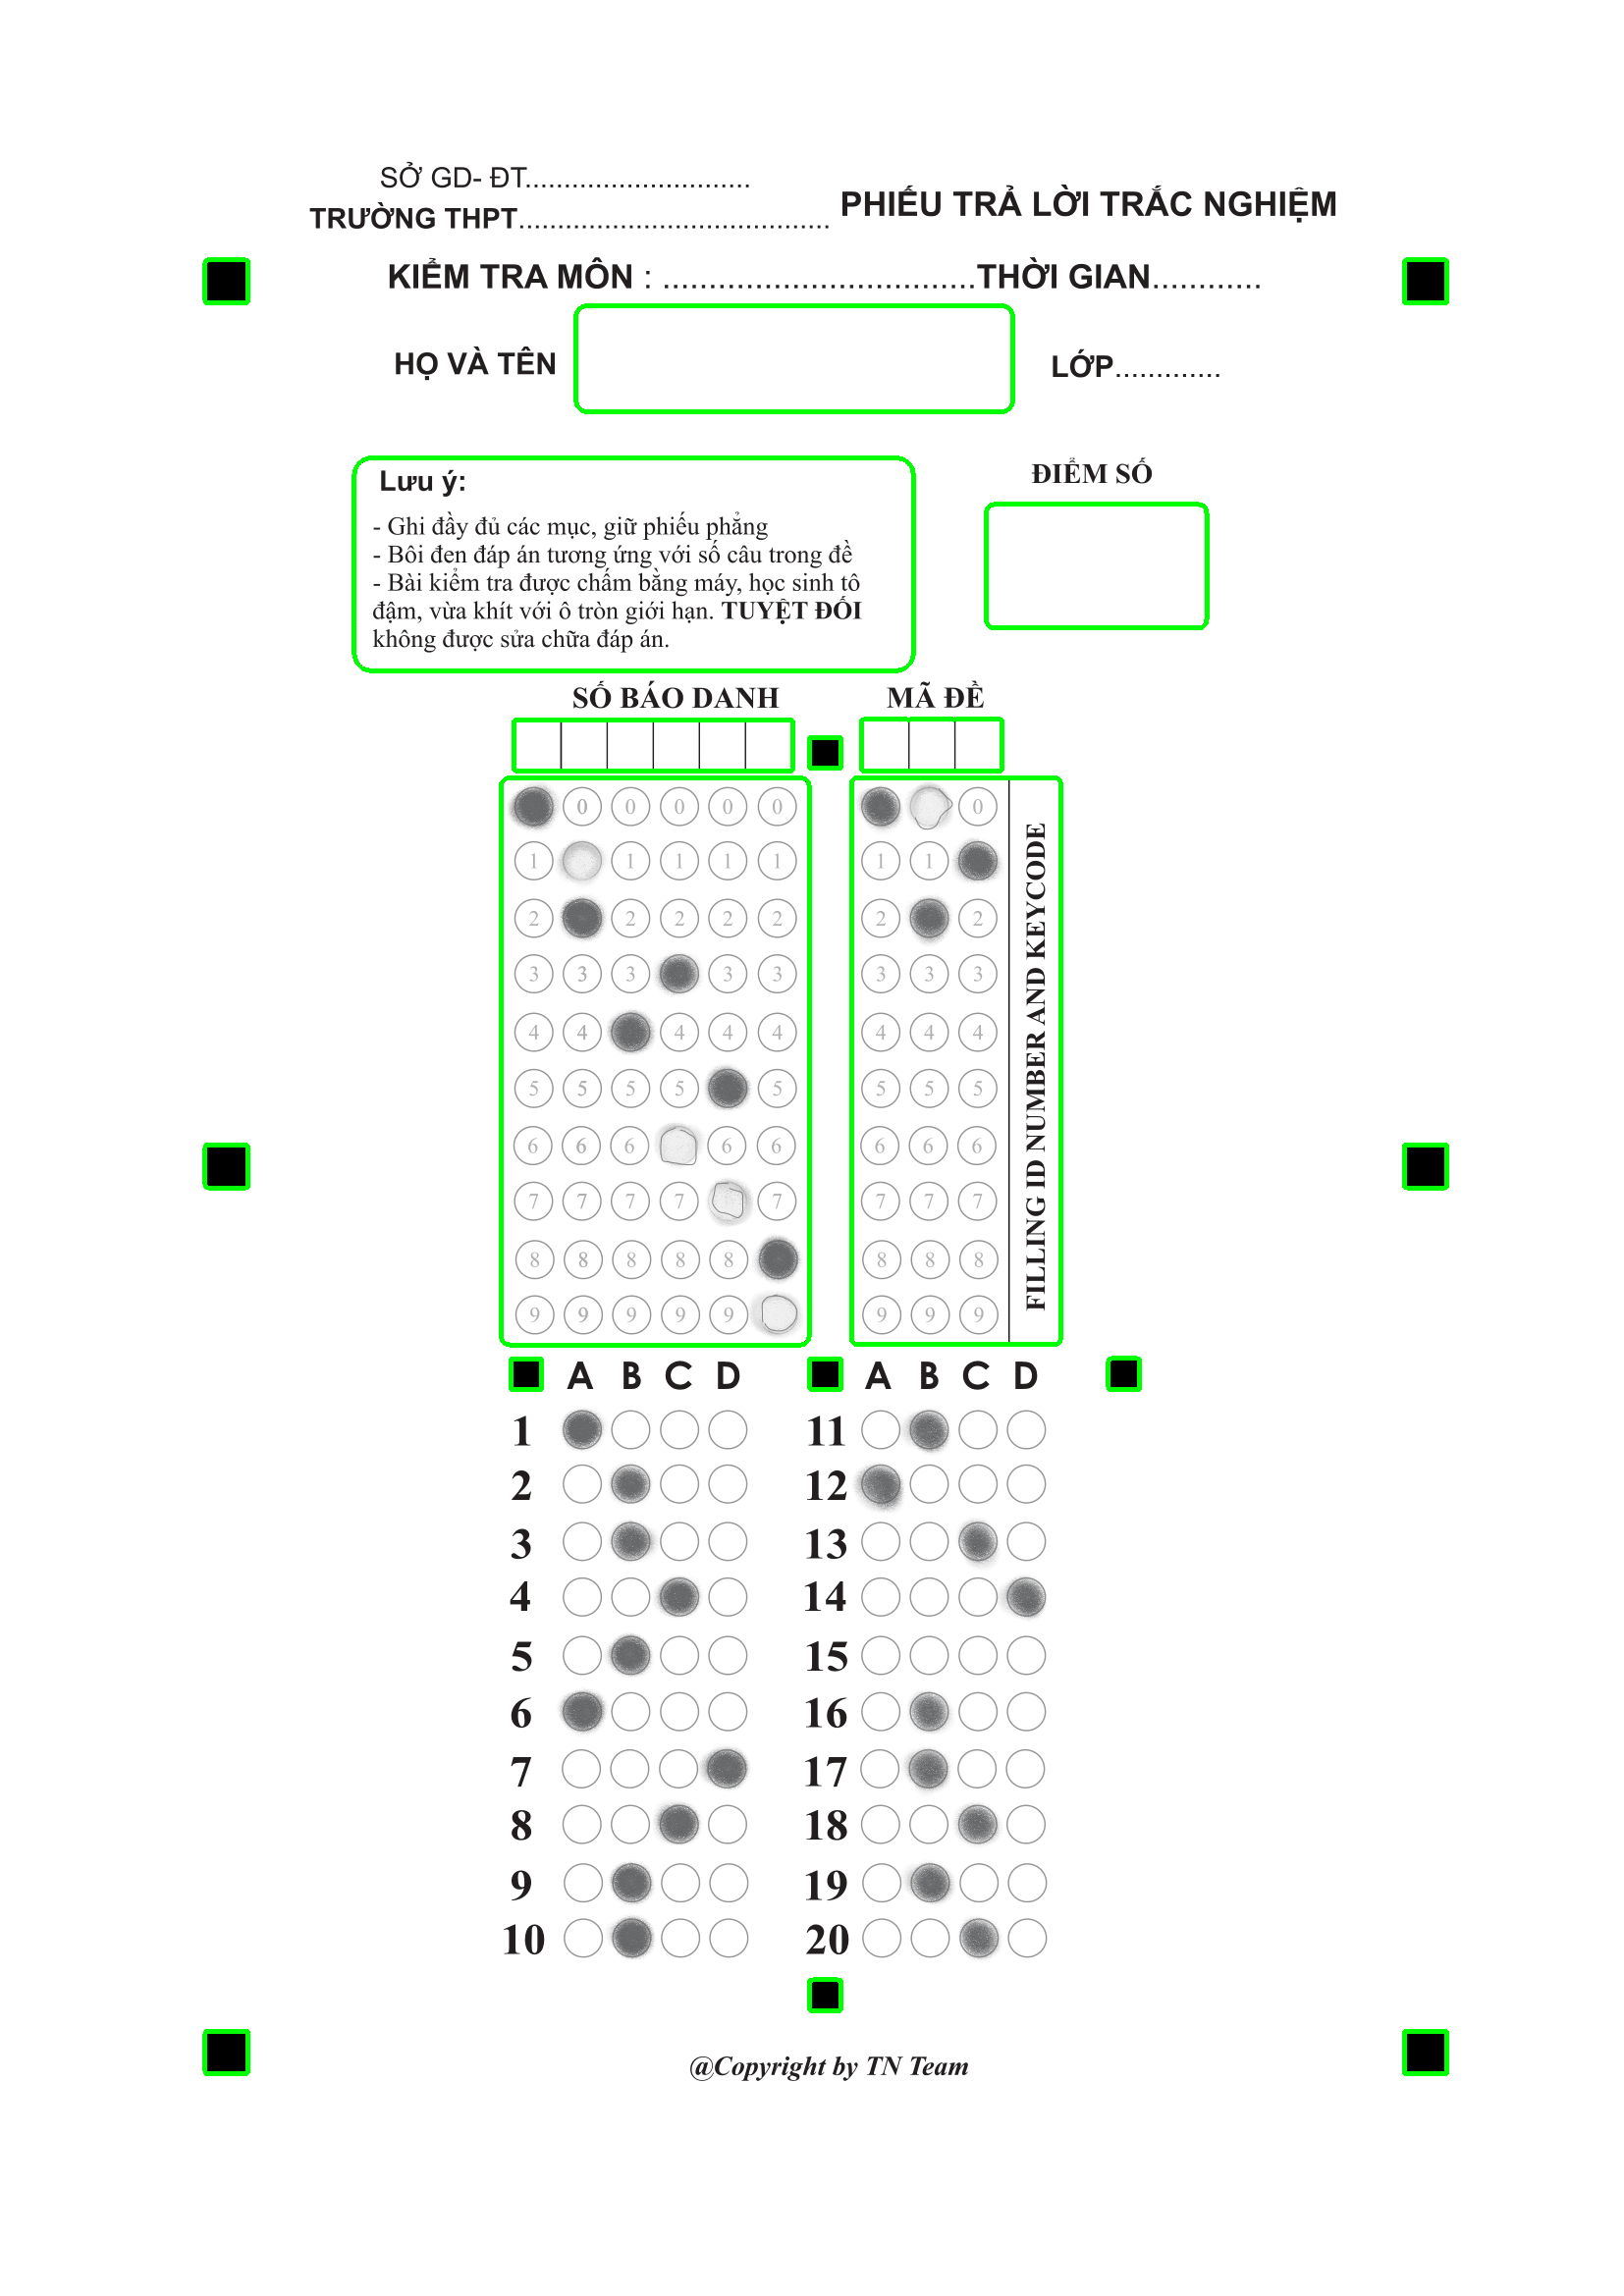 SỞ GD- ĐT.............................
TRƯỜNG THPT........................................
PHIẾU TRẢ LỜI TRẮC NGHIỆM
KIỂM TRA MÔN : ..................................THỜI GIAN............
HỌ VÀ TÊN
LỚP.............
Lưu ý:
- Ghi đầy đủ các mục, giữ phiếu phẳng
- Bôi đen đáp án tương ứng với số câu trong đề
- Bài kiểm tra được chấm bằng máy, học sinh tô
đậm, vừa khít với ô tròn giới hạn. TUYỆT ĐỐI
không được sửa chữa đáp án.
ĐIỂM SỐ
SỐ BÁO DANH MÃ ĐỀ
0 0 0 0 0 0
1 1 1 1 1 1 1
2 2 2 2 2 2 2
3 3 3 3 3 3 3 3
4 4 4 4 4 4 4 4
5 5 5 5 5 5 5 5
6 6 6 6 6 6 6 6
7 7 7 7 7 7 7 7
8 8 8 8 8 8 8 8
9 9 9 9 9 9 9 9
FILLING ID NUMBER AND KEYCODE
A B C D A B C D
1 11
2 12
3 13
4 14
5 15
6 16
7 17
8 18
9 19
10 20
@Copyright by TN Team